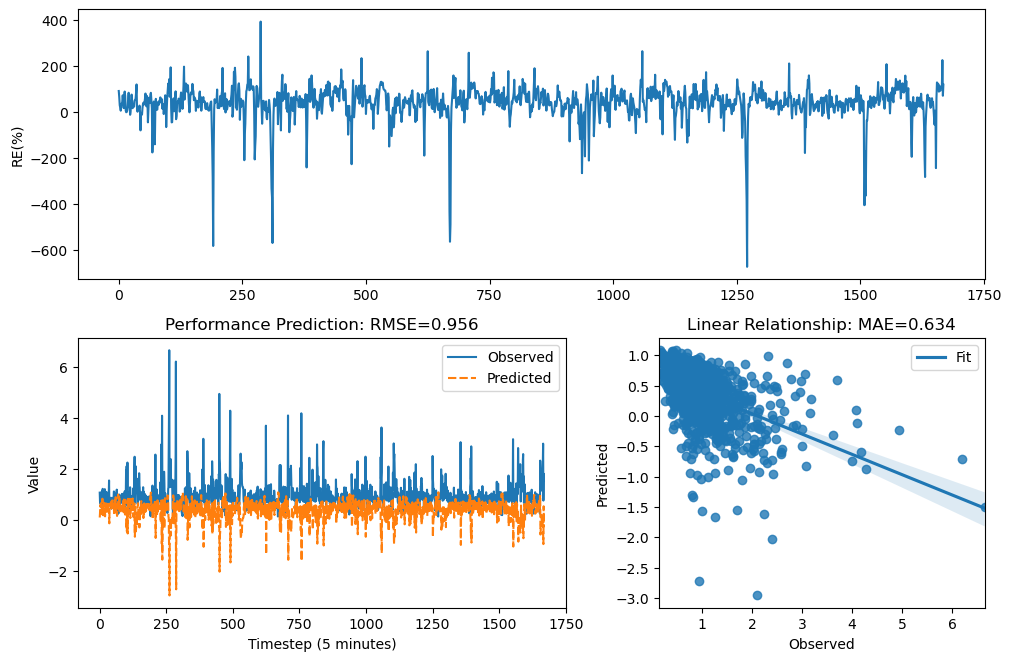 400
200
0
−200
−400
−600
RE(%)
0 250 500 750 1000 1250 1500 1750
Performance Prediction: RMSE=0.956
Observed
Predicted
6
4
2
0
−2
Value
0 250 500 750 1000 1250 1500 1750
Timestep (5 minutes)
Linear Relationship: MAE=0.634
Fit
1.0
0.5
0.0
−0.5
−1.0
−1.5
−2.0
−2.5
−3.0
Predicted
1 2 3 4 5 6
Observed